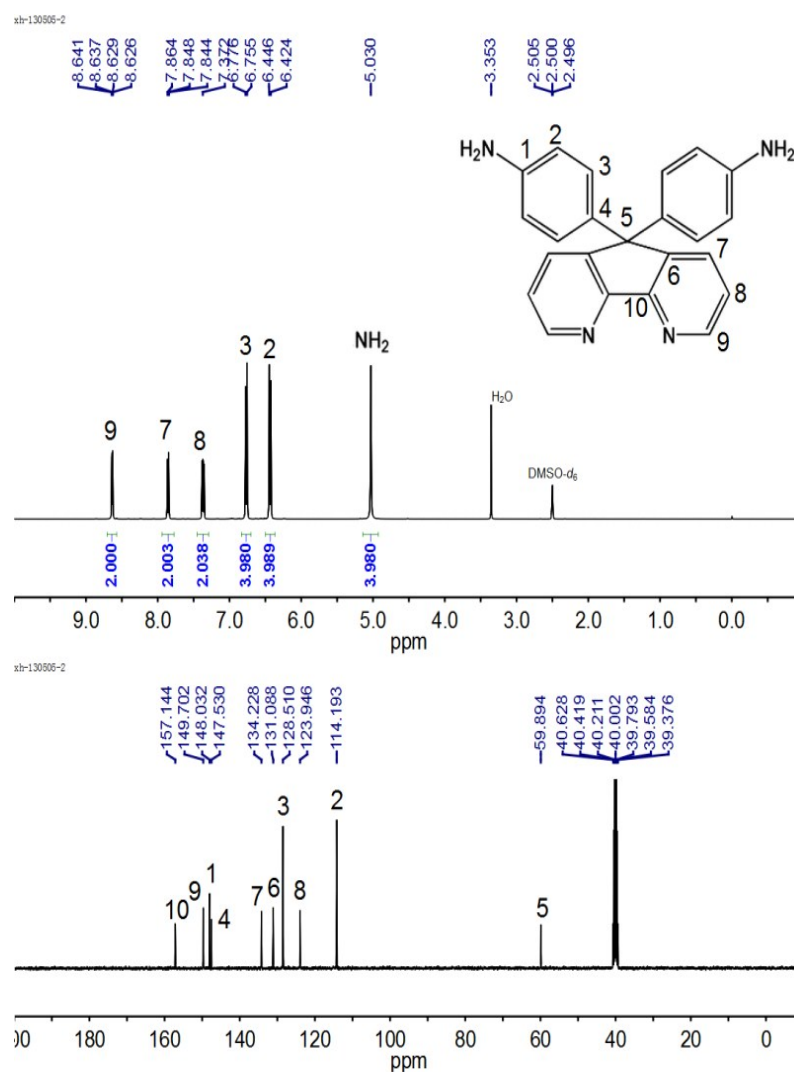 xh-130505-2
8.641
8.637
8.629
8.626
7.864
7.848
7.844
7.372
6.776
6.755
6.446
6.424
5.030
3.353
2.505
2.500
2.496
H₂N 1 2 3 4 5 NH₂
6 7 8 9 10
N N
9 7 8 3 2 NH₂
H₂O
DMSO-d₆
2.000 2.003 2.038 3.980 3.989 3.980
9.0 8.0 7.0 6.0 5.0 4.0 3.0 2.0 1.0 0.0
ppm
xh-130505-2
157.144
149.702
148.032
147.530
134.228
131.088
128.510
123.946
114.193
59.894
40.628
40.419
40.211
40.002
39.793
39.584
39.376
10 9 1 4 7 6 3 8 2 5
00 180 160 140 120 100 80 60 40 20 0
ppm